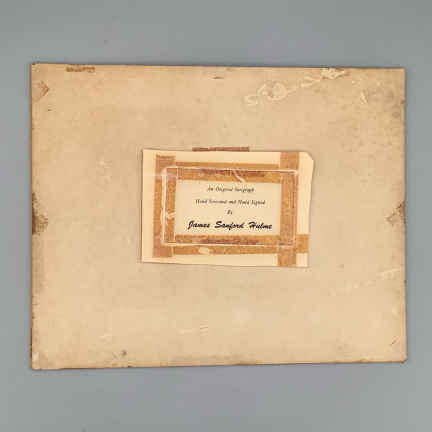 An Original Serigraph
Hand Screened and Hand Signed
By
James Sanford Hulme